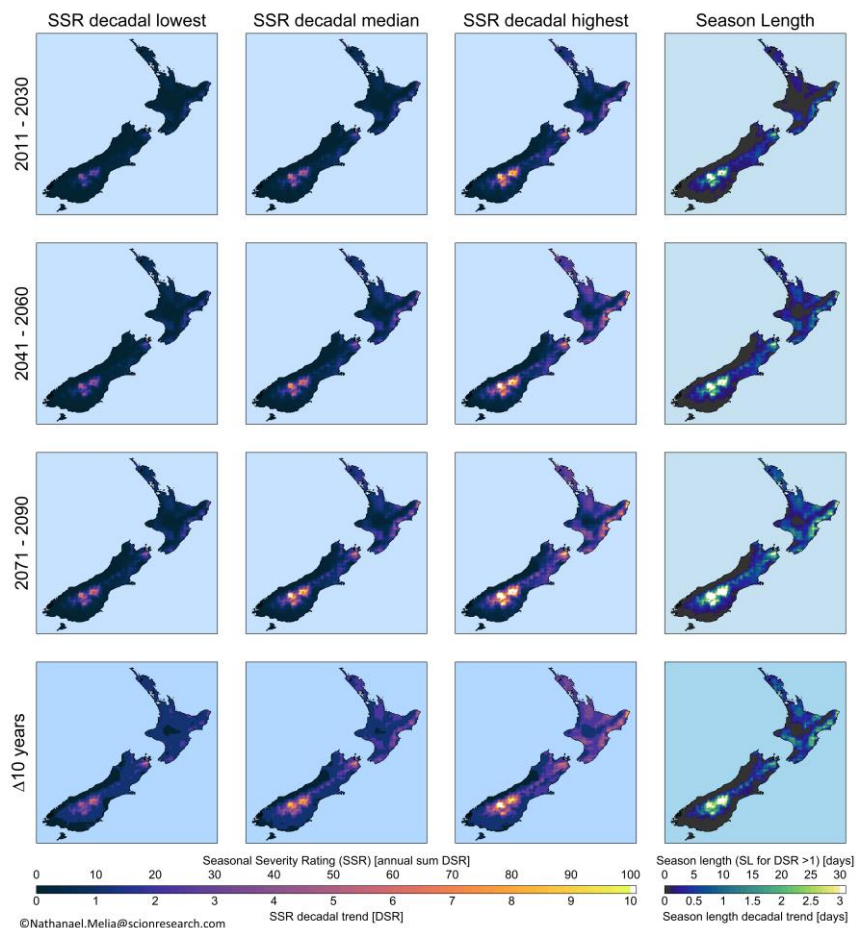 SSR decadal lowest SSR decadal median SSR decadal highest Season Length
2011 - 2030
2041 - 2060
2071 - 2090
Δ10 years
Seasonal Severity Rating (SSR) [annual sum DSR] Season length (SL for DSR >1) [days]
0 10 20 30 40 50 60 70 80 90 100 0 5 10 15 20 25 30
0 1 2 3 4 5 6 7 8 9 10 0 0.5 1 1.5 2 2.5 3
SSR decadal trend [DSR] Season length decadal trend [days]
©Nathanael.Melia@scionresearch.com